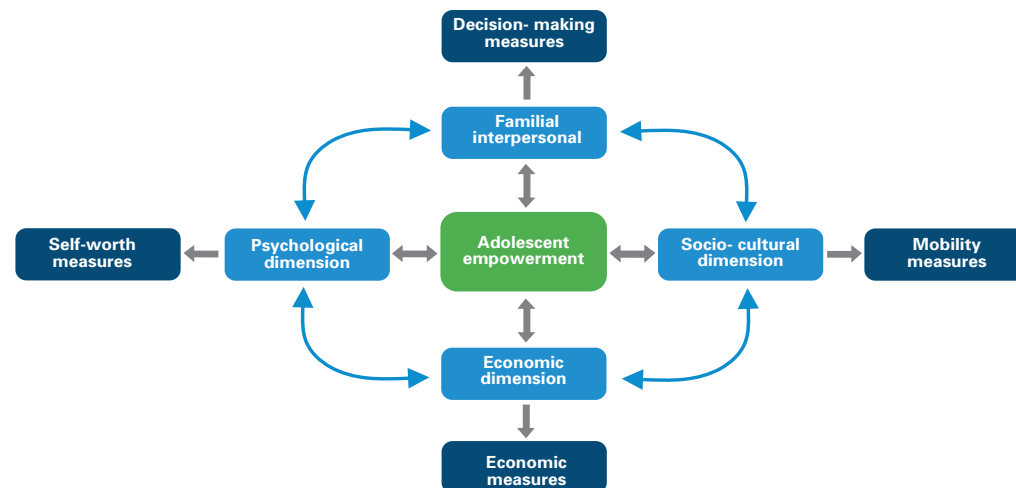 Decision- making
measures
Familial
interpersonal
Self-worth
measures
Psychological
dimension
Adolescent
empowerment
Socio- cultural
dimension
Mobility
measures
Economic
dimension
Economic
measures